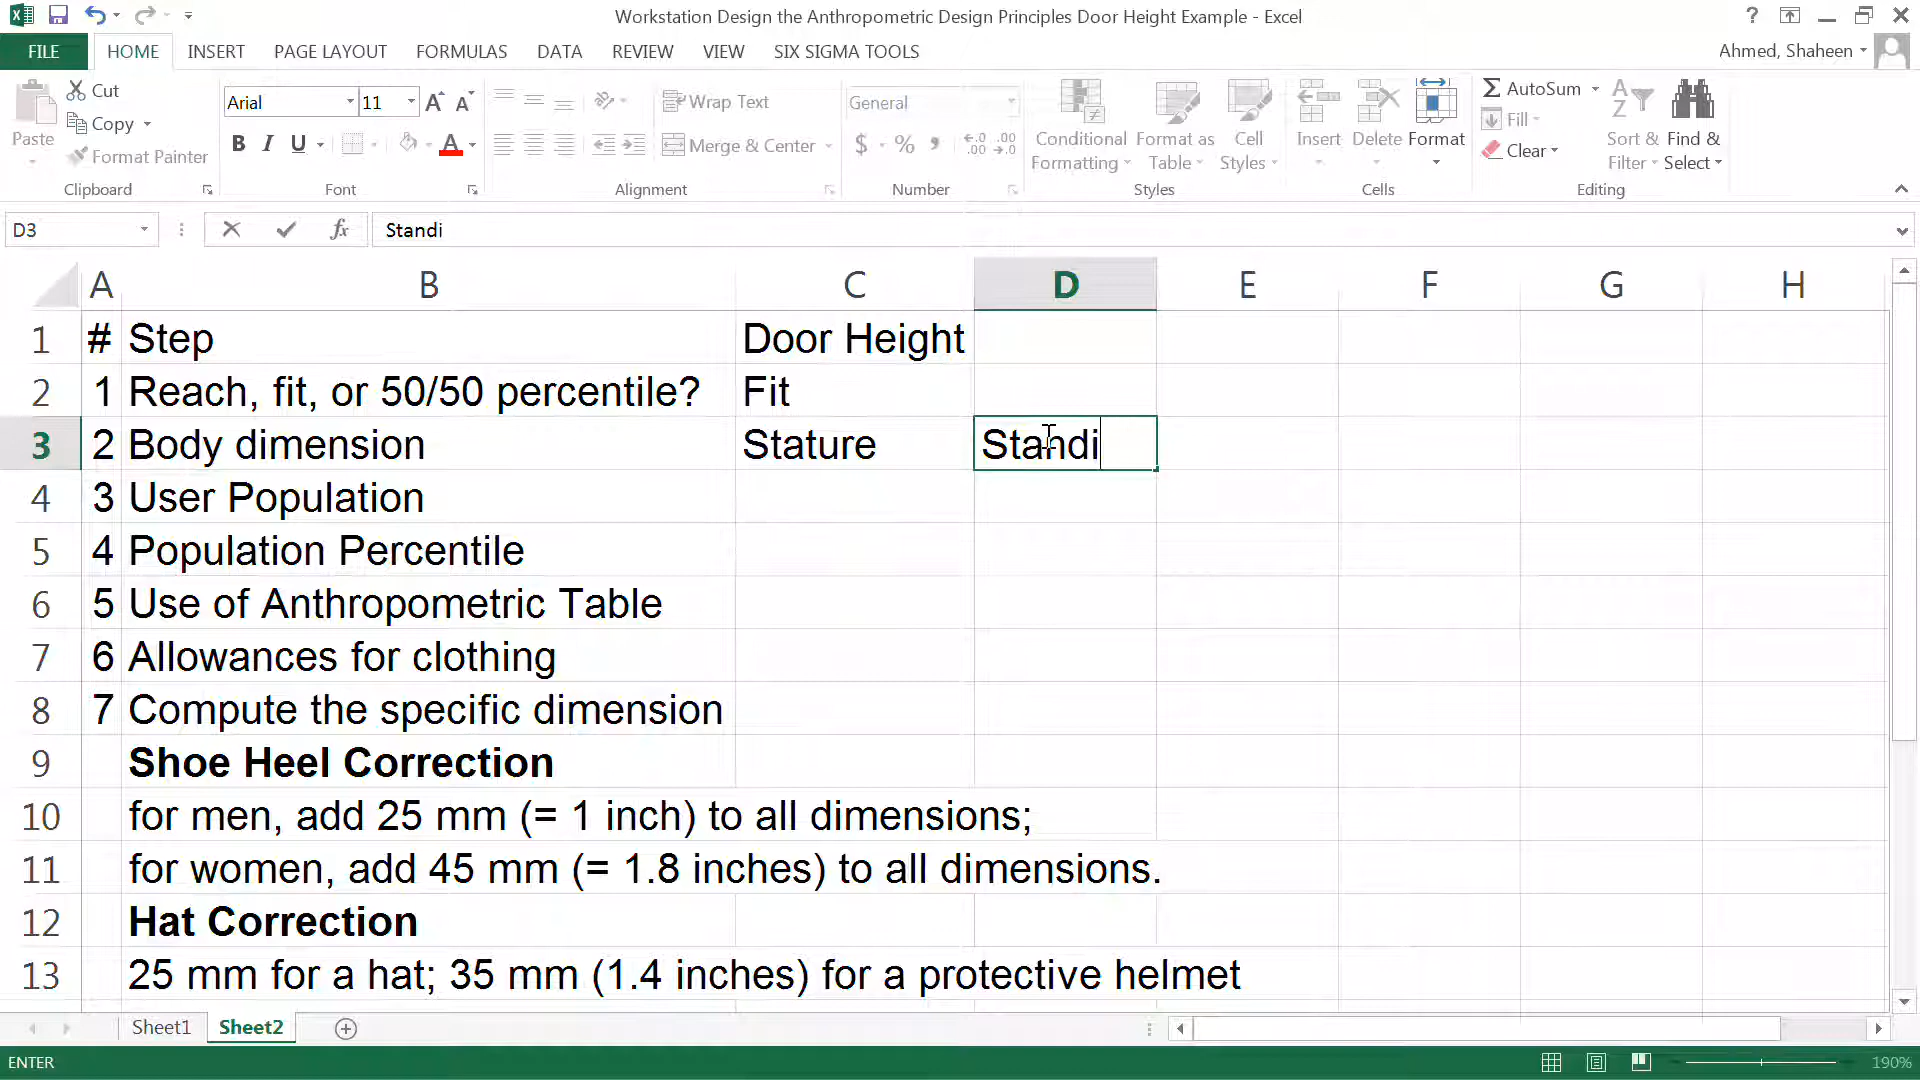 Workstation Design the Anthropometric Design Principles Door Height Example - Excel
?
FILE HOME INSERT PAGE LAYOUT FORMULAS DATA REVIEW VIEW SIX SIGMA TOOLS Ahmed, Shaheen
Paste
Cut
Copy
Format Painter
Clipboard
Arial 11 A A
B I U A
Font
Wrap Text
Merge & Center
Alignment
General
$ % , .0 .00 .00 .0
Number
Conditional Formatting
Format as Table
Cell Styles
Styles
Insert Delete Format
Cells
AutoSum
Fill
Clear
Sort & Filter
Find & Select
Editing
D3 fx Standi
A B C D E F G H
1 # Step Door Height
2 1 Reach, fit, or 50/50 percentile? Fit
3 2 Body dimension Stature Standi
4 3 User Population
5 4 Population Percentile
6 5 Use of Anthropometric Table
7 6 Allowances for clothing
8 7 Compute the specific dimension
9 Shoe Heel Correction
10 for men, add 25 mm (= 1 inch) to all dimensions;
11 for women, add 45 mm (= 1.8 inches) to all dimensions.
12 Hat Correction
13 25 mm for a hat; 35 mm (1.4 inches) for a protective helmet
Sheet1 Sheet2
ENTER 190%